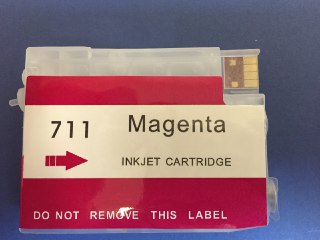 711 Magenta
INKJET CARTRIDGE
DO NOT REMOVE THIS LABEL